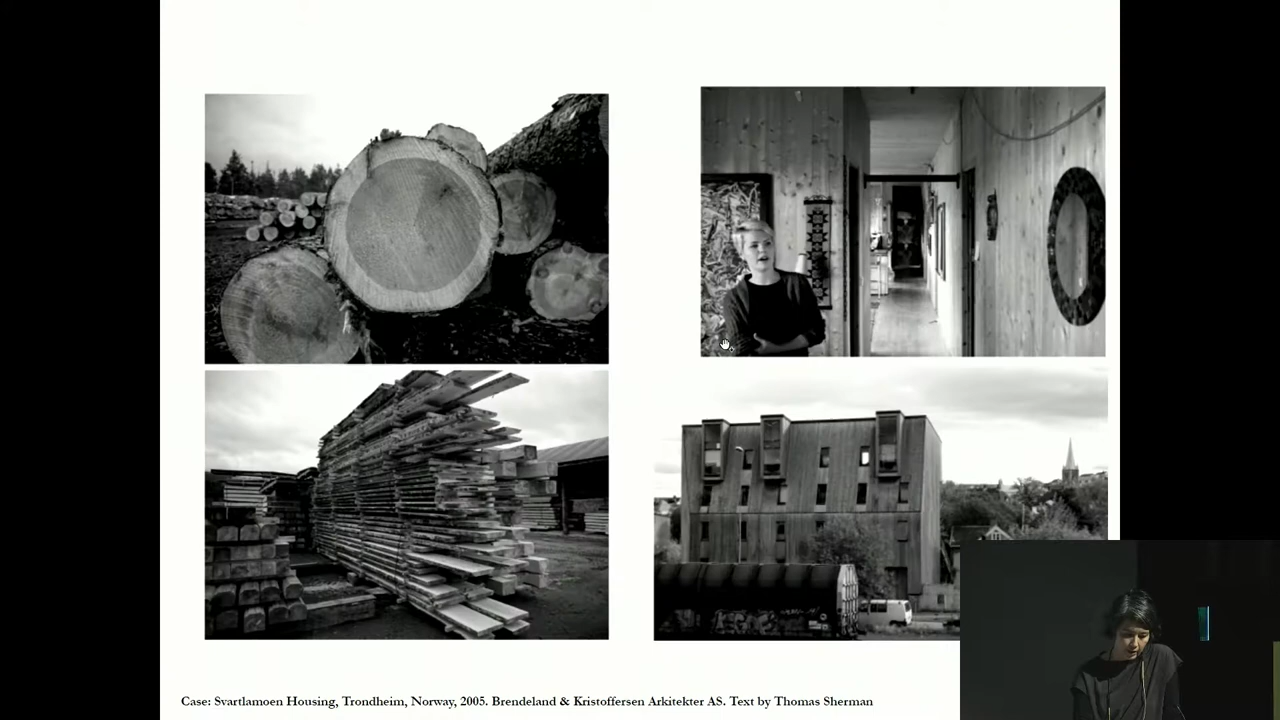 Case: Svartlamoen Housing, Trondheim, Norway, 2005. Brendeland & Kristoffersen Arkitekter AS. Text by Thomas Sherman